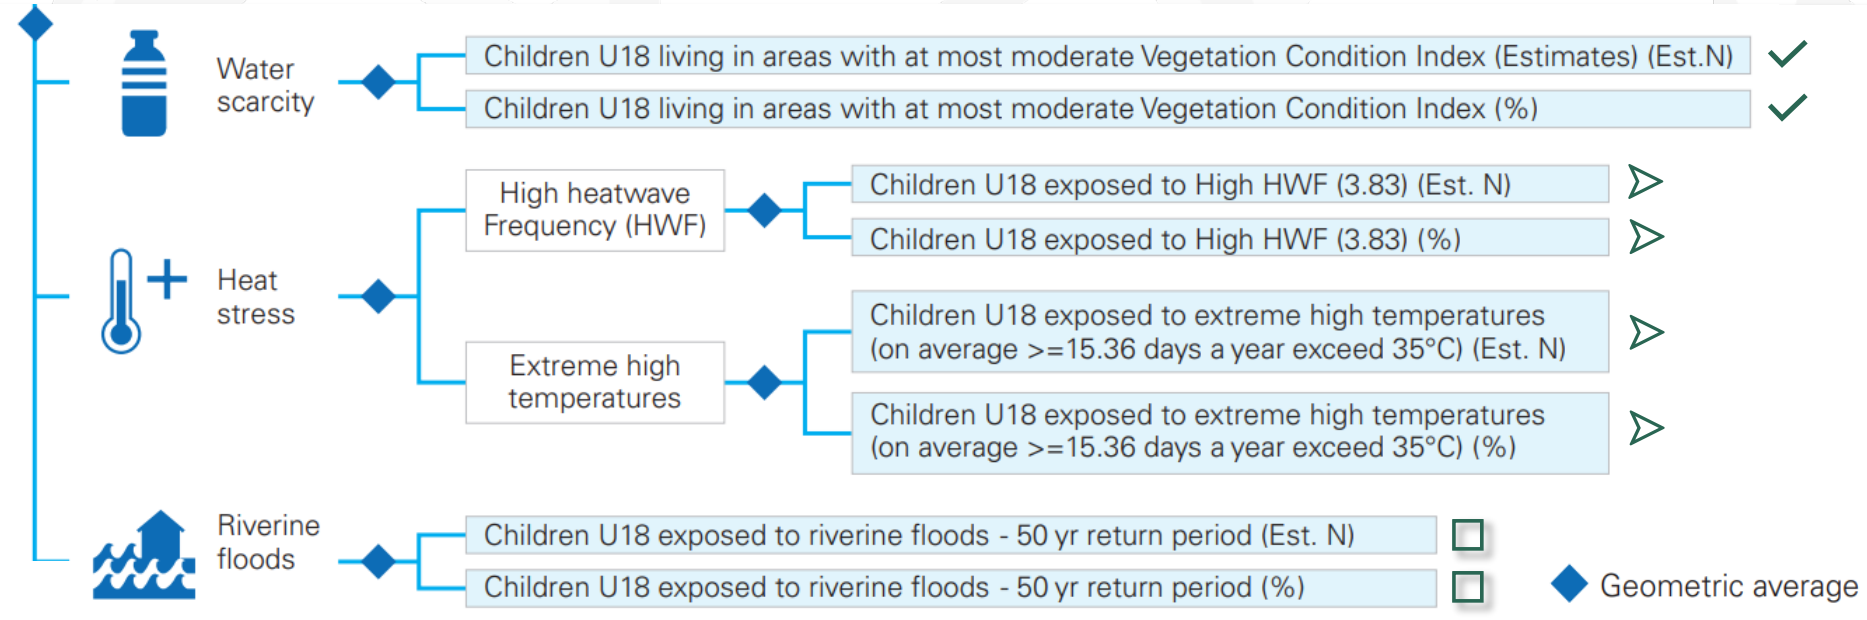 Water
scarcity
Children U18 living in areas with at most moderate Vegetation Condition Index (Estimates) (Est.N)
Children U18 living in areas with at most moderate Vegetation Condition Index (%)
Heat
stress
High heatwave
Frequency (HWF)
Children U18 exposed to High HWF (3.83) (Est. N)
Children U18 exposed to High HWF (3.83) (%)
Extreme high
temperatures
Children U18 exposed to extreme high temperatures
(on average >=15.36 days a year exceed 35°C) (Est. N)
Children U18 exposed to extreme high temperatures
(on average >=15.36 days a year exceed 35°C) (%)
Riverine
floods
Children U18 exposed to riverine floods - 50 yr return period (Est. N)
Children U18 exposed to riverine floods - 50 yr return period (%)
Geometric average